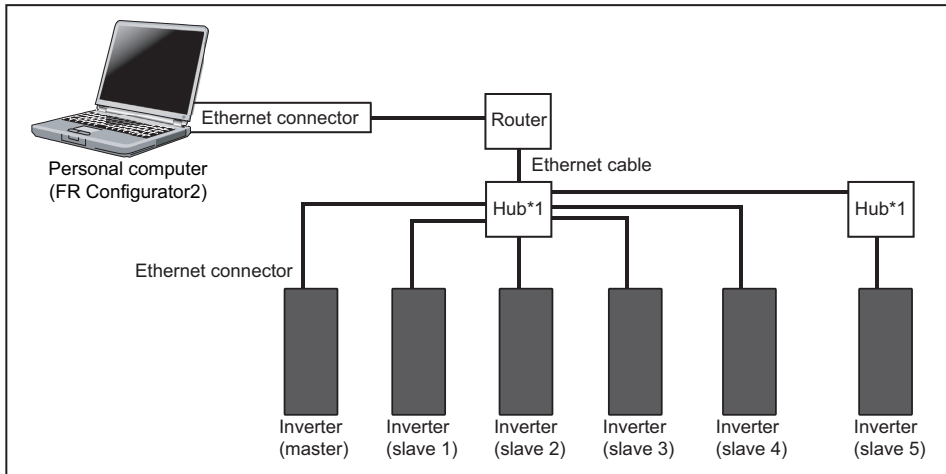 Ethernet connector
Router
Personal computer
(FR Configurator2)
Ethernet cable
Hub*1
Hub*1
Ethernet connector
Inverter
(master)
Inverter
(slave 1)
Inverter
(slave 2)
Inverter
(slave 3)
Inverter
(slave 4)
Inverter
(slave 5)